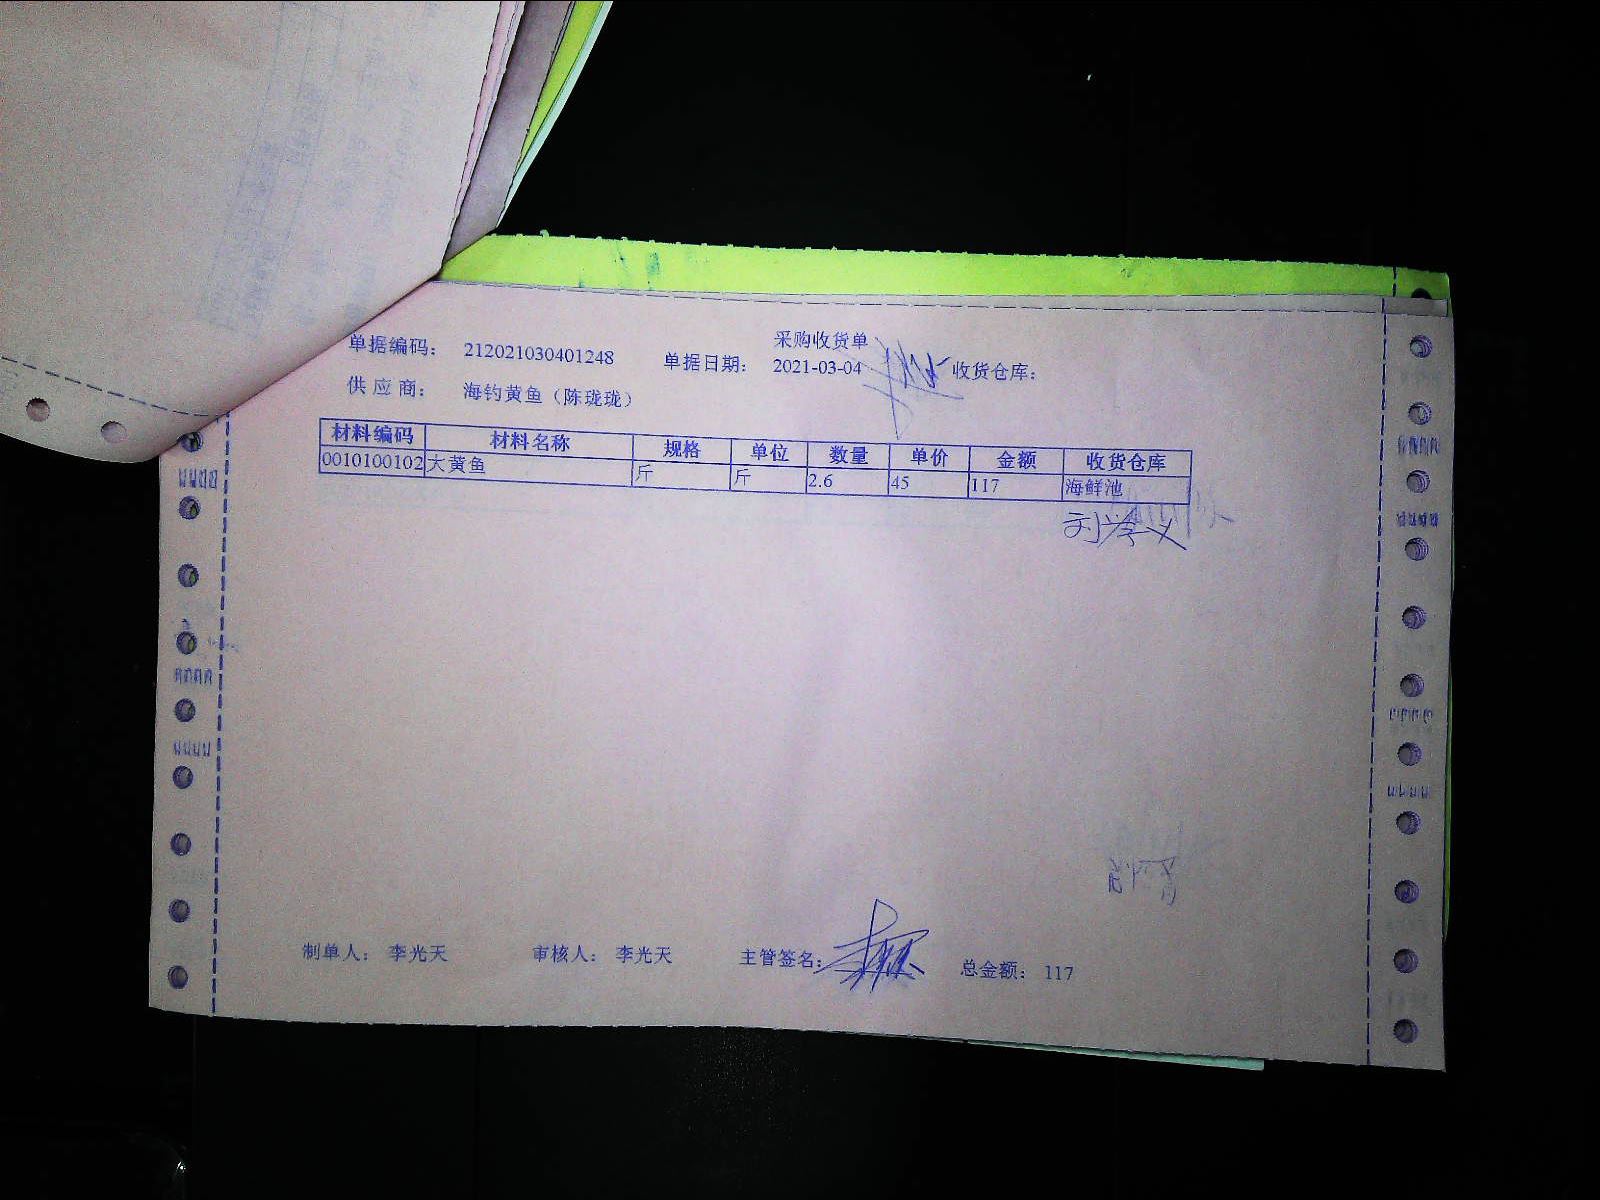 采购收货单
单据编码： 212021030401248 单据日期： 2021-03-04 收货仓库：
供应商： 海钓黄鱼（陈珑珑）
材料编码 材料名称 规格 单位 数量 单价 金额 收货仓库
0010100102 大黄鱼 斤 斤 2.6 45 117 海鲜池
刘学义
制单人： 李光天 审核人： 李光天 主管签名： 总金额： 117